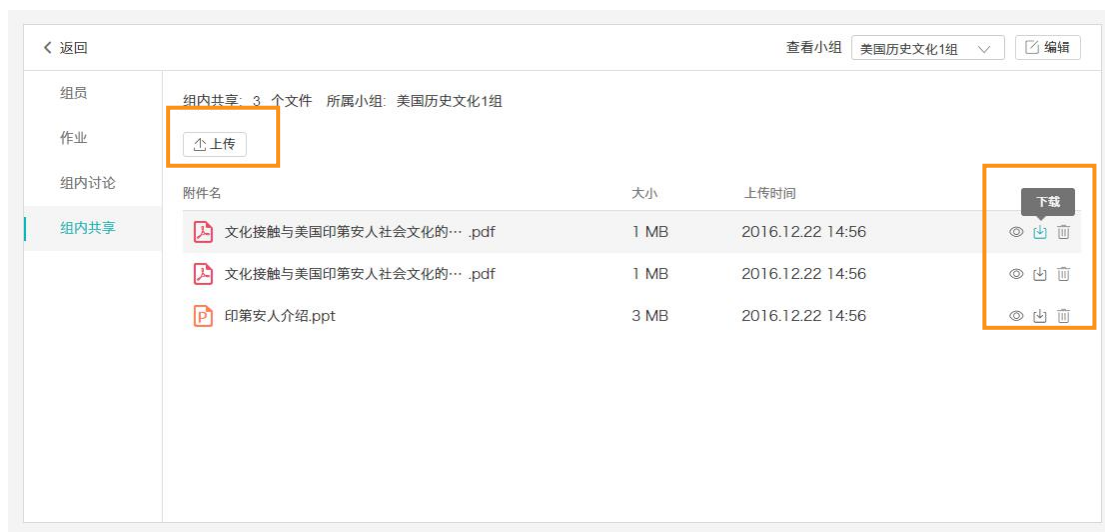 返回 查看小组 美国历史文化1组 编辑
组员
组内共享: 3 个文件 所属小组: 美国历史文化1组
作业
上传
组内讨论
附件名 大小 上传时间
下载
组内共享
文化接触与美国印第安人社会文化的… .pdf 1 MB 2016.12.22 14:56
文化接触与美国印第安人社会文化的… .pdf 1 MB 2016.12.22 14:56
印第安人介绍.ppt 3 MB 2016.12.22 14:56